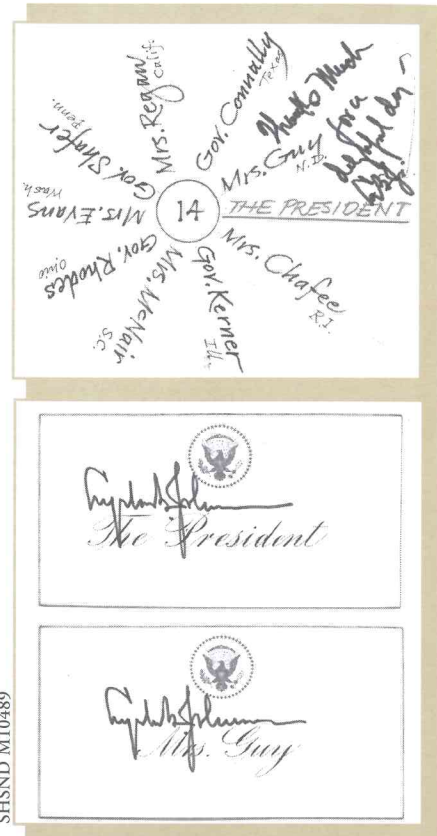 Gov. Connally
Texas
Mrs. Guy
N.D.
THE PRESIDENT
Mrs. Chafee
R.I.
Gov. Kerner
Ill.
Mrs. McNair
S.C.
Gov. Rhodes
Ohio
Mrs. Evans
Wash
Gov. Shafer
Penn.
Mrs. Reagan
Calif.
14
Thanks Much
for a
delightful day
The President
Mrs. Guy
SHSND M10489